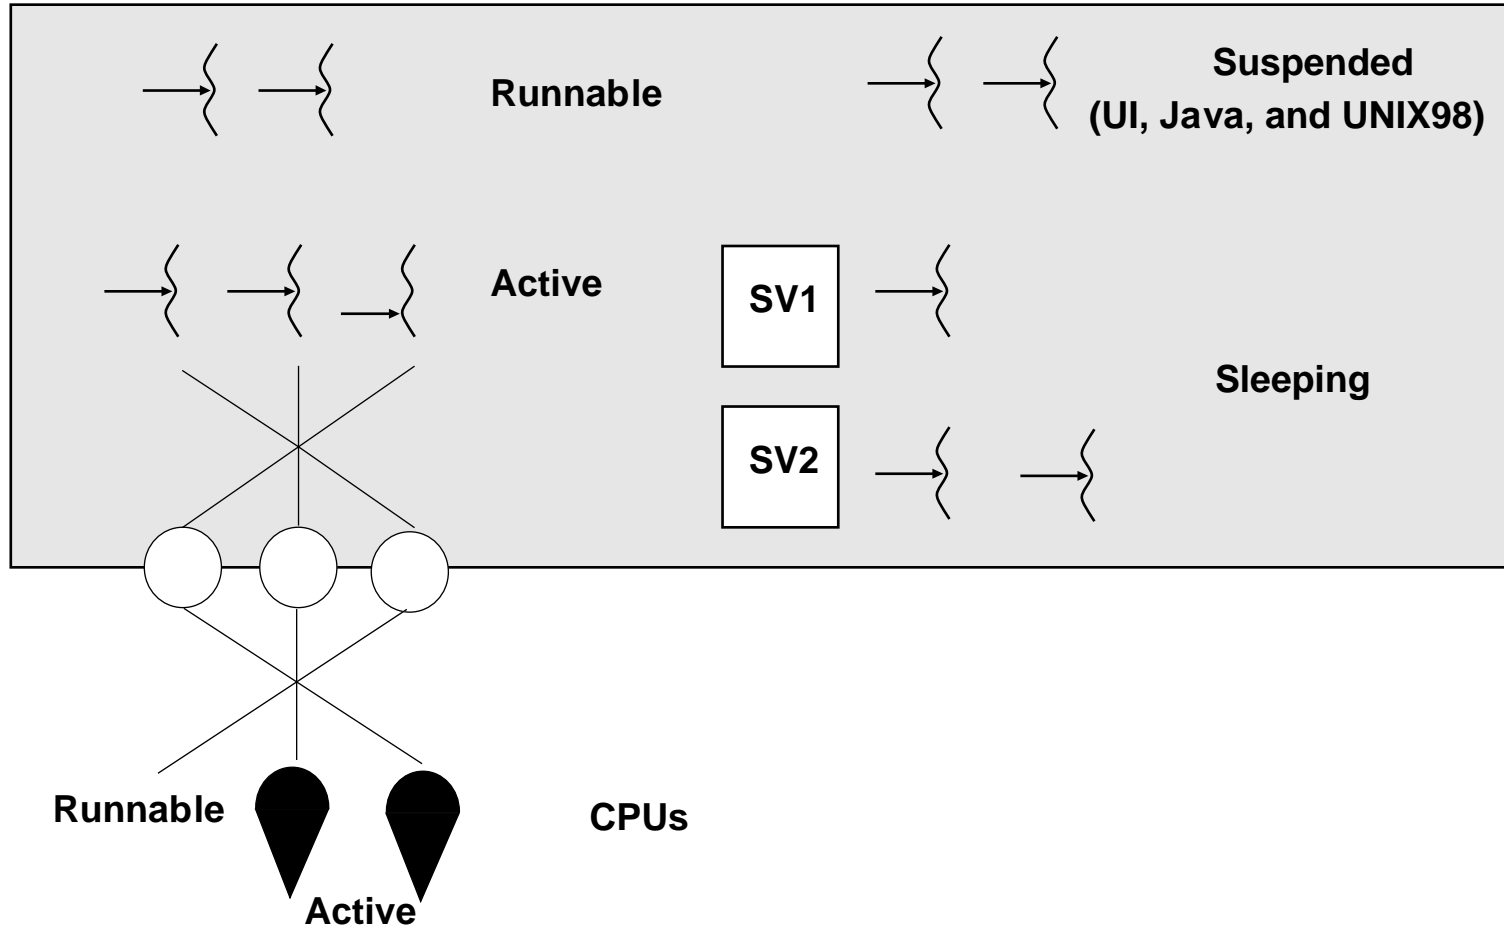 Runnable
Suspended
(UI, Java, and UNIX98)
Active
SV1
Sleeping
SV2
Runnable
CPUs
Active